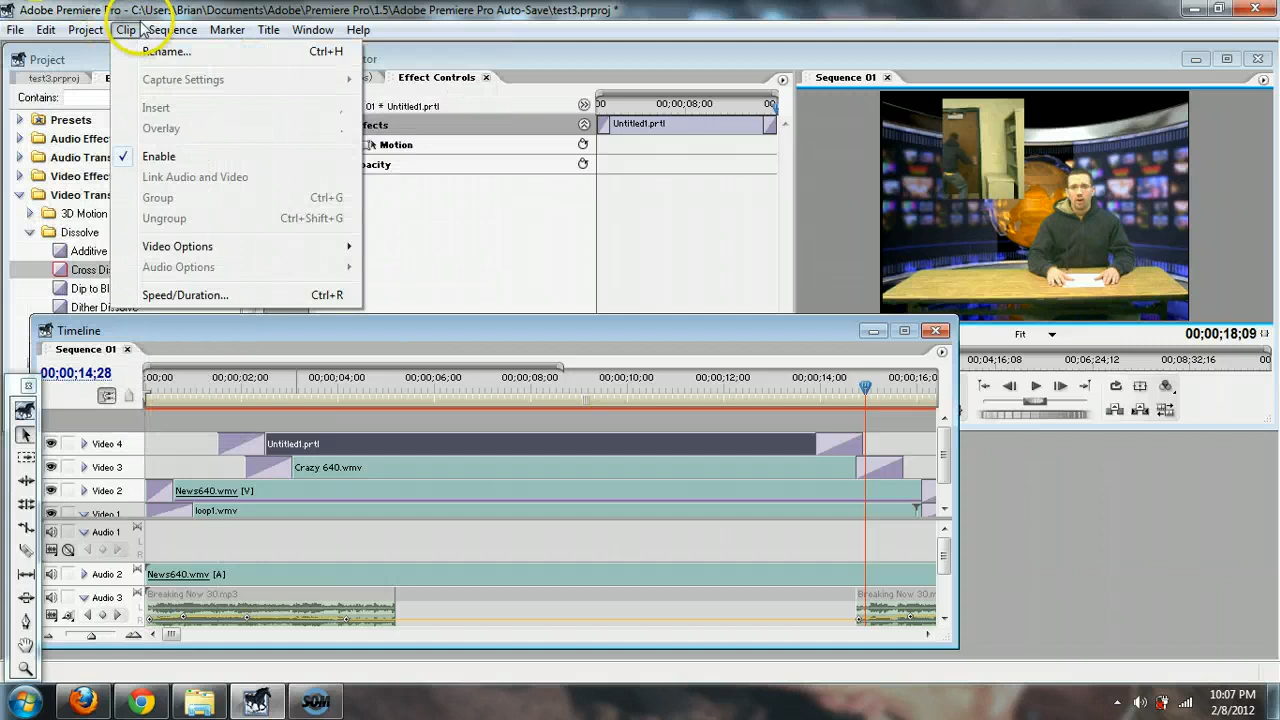 Adobe Premiere Pro - C:\Users\Brian\Documents\Adobe\Premiere Pro\1.5\Adobe Premiere Pro Auto-Save\test3.prproj *
File Edit Project Clip Sequence Marker Title Window Help
Rename... Ctrl+H
Capture Settings
Insert ,
Overlay .
Enable
Link Audio and Video
Group Ctrl+G
Ungroup Ctrl+Shift+G
Video Options
Audio Options
Speed/Duration... Ctrl+R
Project
test3.prproj
Contains:
Presets
Audio Effect
Audio Transi
Video Effect
Video Trans
3D Motion
Dissolve
Additive
Cross Dis
Dip to Bl
Dither Dissolve
Effect Controls
01 * Untitled1.prtl
00 00;00;08;00 00
Untitled1.prtl
ffects
Motion
pacity
Sequence 01
Fit 00;00;18;09
00;04;16;08 00;06;24;12 00;08;32;16
Timeline
Sequence 01
00;00;14;28
;00;00 00;00;02;00 00;00;04;00 00;00;06;00 00;00;08;00 00;00;10;00 00;00;12;00 00;00;14;00 00;00;16;0
Video 4 Untitled1.prtl
Video 3 Crazy 640.wmv
Video 2 News640.wmv [V]
Video 1 loop1.wmv
Audio 1
L
R
Audio 2 News640.wmv [A]
Audio 3 Breaking Now 30.mp3 Breaking Now 30.m
L
R
SOM
10:07 PM
2/8/2012